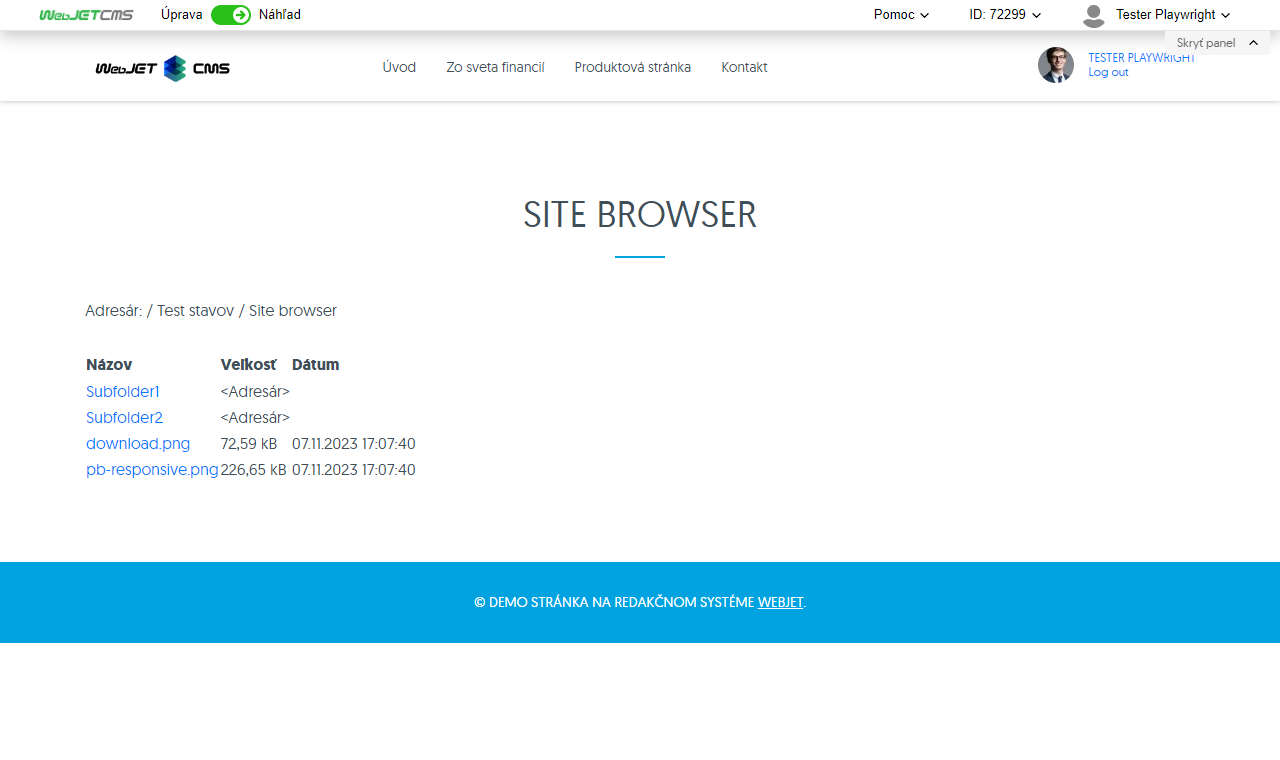 WebJETCMS Úprava Náhľad Pomoc ID: 72299 Tester Playwright
Skryť panel
WebJET CMS Úvod Zo sveta financií Produktová stránka Kontakt TESTER PLAYWRIGHT
Log out
SITE BROWSER
Adresár: / Test stavov / Site browser
Názov Veľkosť Dátum
Subfolder1 <Adresár>
Subfolder2 <Adresár>
download.png 72,59 kB 07.11.2023 17:07:40
pb-responsive.png 226,65 kB 07.11.2023 17:07:40
© DEMO STRÁNKA NA REDAKČNOM SYSTÉME WEBJET.